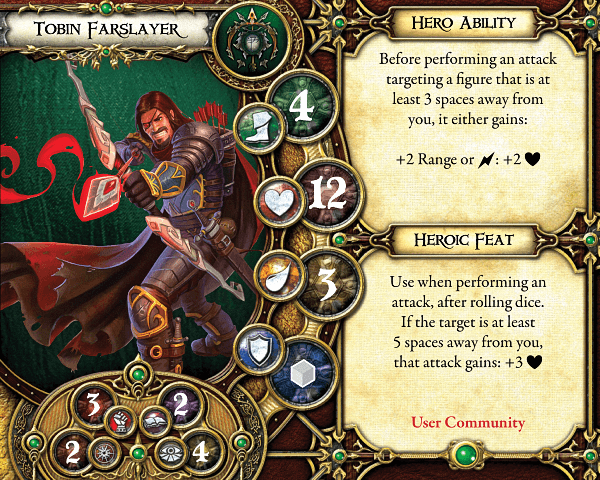 Tobin Farslayer
4
12
3
3
2
2
4
Hero Ability
Before performing an attack
targeting a figure that is at
least 3 spaces away from
you, it either gains:
+2 Range or : +2
Heroic Feat
Use when performing an
attack, after rolling dice.
If the target is at least
5 spaces away from you,
that attack gains: +3
User Community